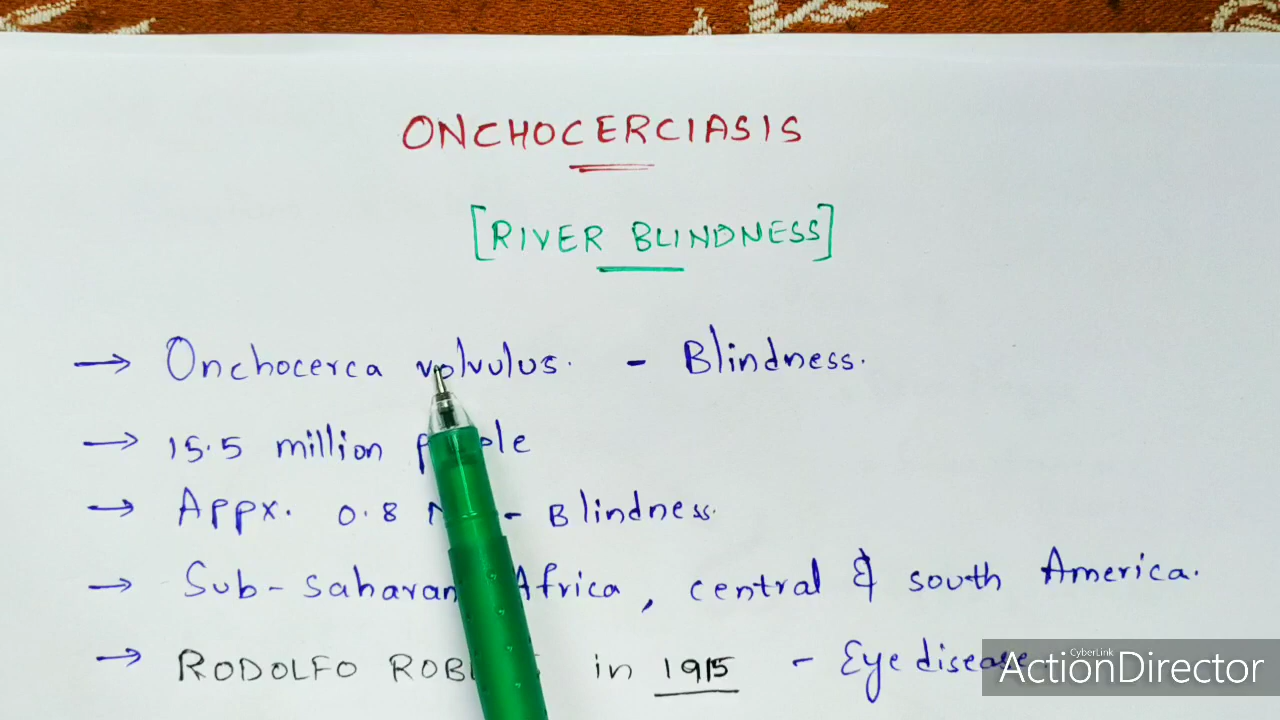 ONCHOCERCIASIS
[RIVER BLINDNESS]
→ Onchocerca volvulus. - Blindness.
→ 15.5 million
→ Appx. 0.8 - Blindness.
→ Sub-saharan Africa, central & south America.
→ RODOLFO in 1915 - Eye disease
CyberLink
ActionDirector